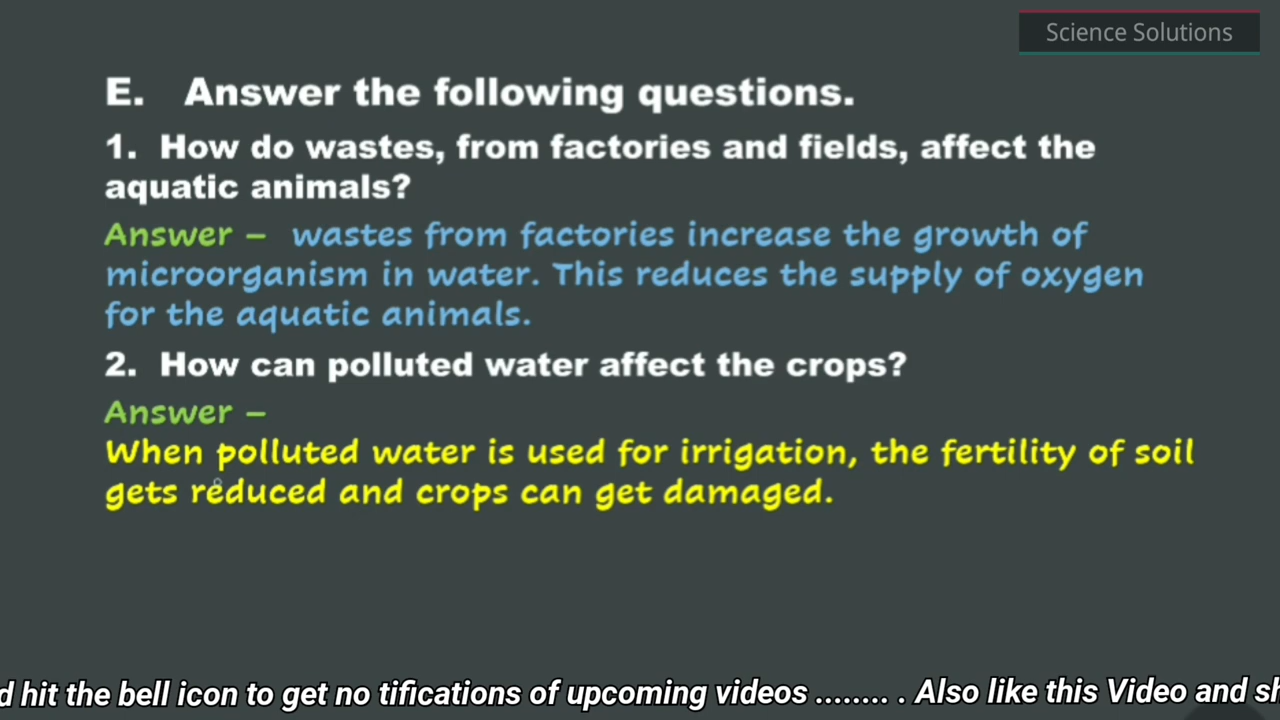 Science Solutions
E. Answer the following questions.
1. How do wastes, from factories and fields, affect the
aquatic animals?
Answer – wastes from factories increase the growth of
microorganism in water. This reduces the supply of oxygen
for the aquatic animals.
2. How can polluted water affect the crops?
Answer –
When polluted water is used for irrigation, the fertility of soil
gets reduced and crops can get damaged.
d hit the bell icon to get no tifications of upcoming videos ........ . Also like this Video and sh